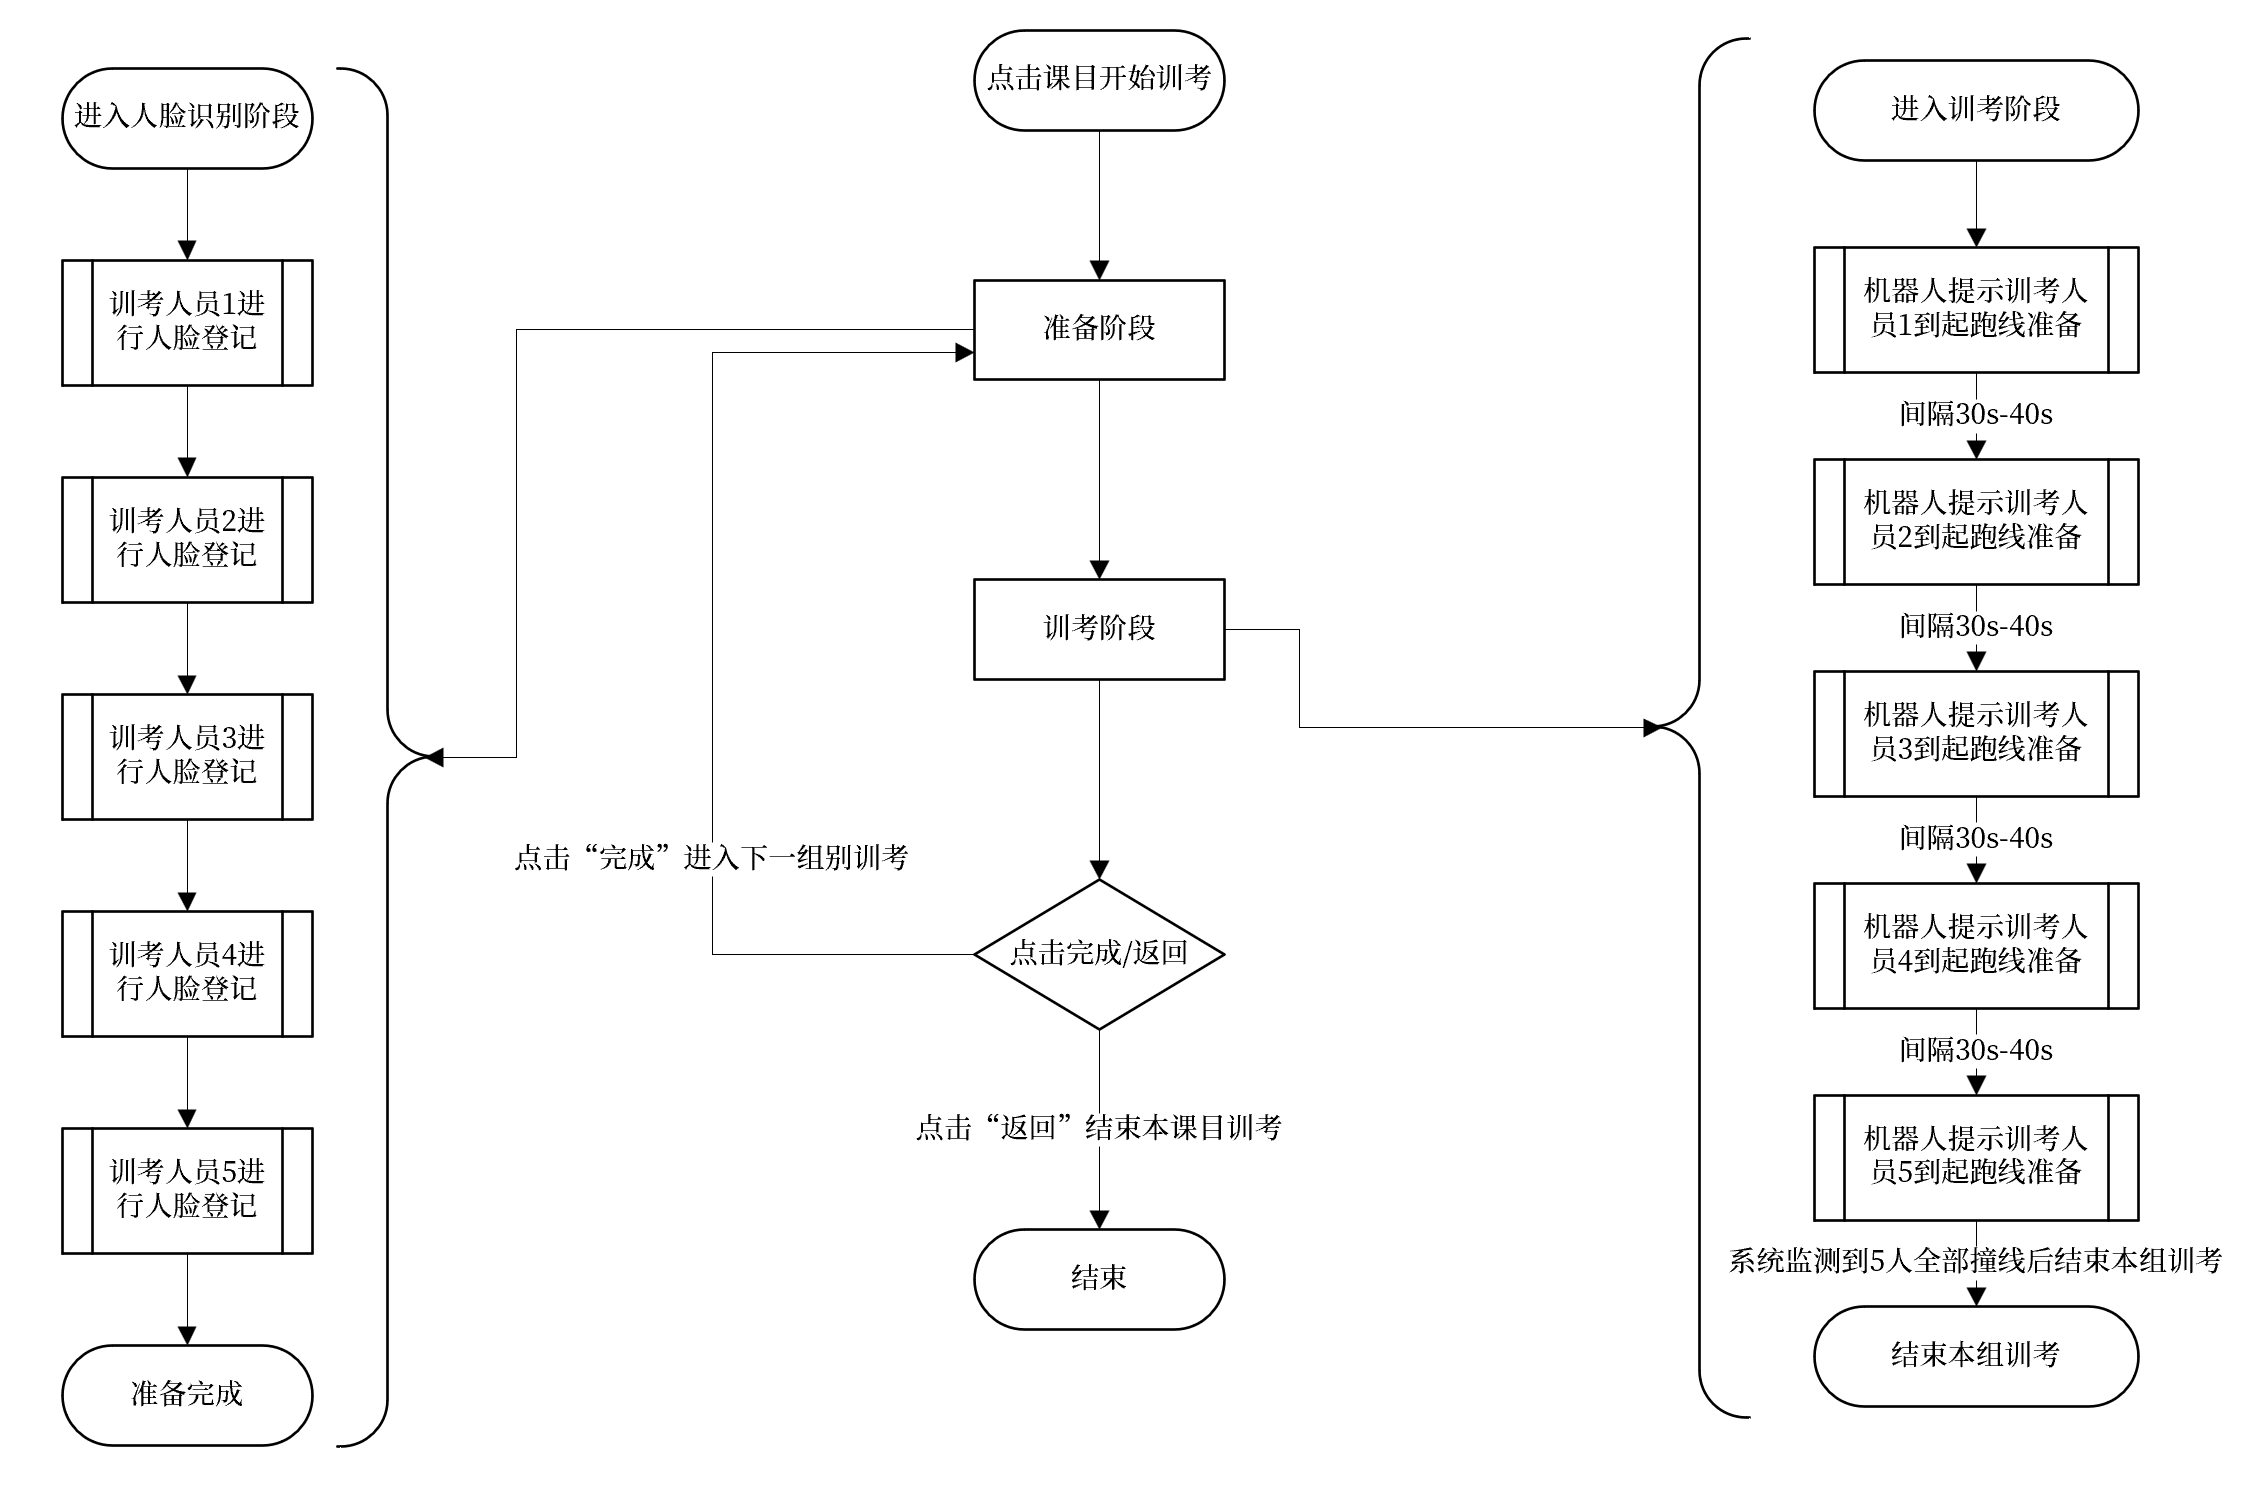 进入人脸识别阶段
训考人员1进
行人脸登记
训考人员2进
行人脸登记
训考人员3进
行人脸登记
训考人员4进
行人脸登记
训考人员5进
行人脸登记
准备完成
点击课目开始训考
准备阶段
训考阶段
点击“完成”进入下一组别训考
点击完成/返回
点击“返回”结束本课目训考
结束
进入训考阶段
机器人提示训考人
员1到起跑线准备
间隔30s-40s
机器人提示训考人
员2到起跑线准备
间隔30s-40s
机器人提示训考人
员3到起跑线准备
间隔30s-40s
机器人提示训考人
员4到起跑线准备
间隔30s-40s
机器人提示训考人
员5到起跑线准备
系统监测到5人全部撞线后结束本组训考
结束本组训考